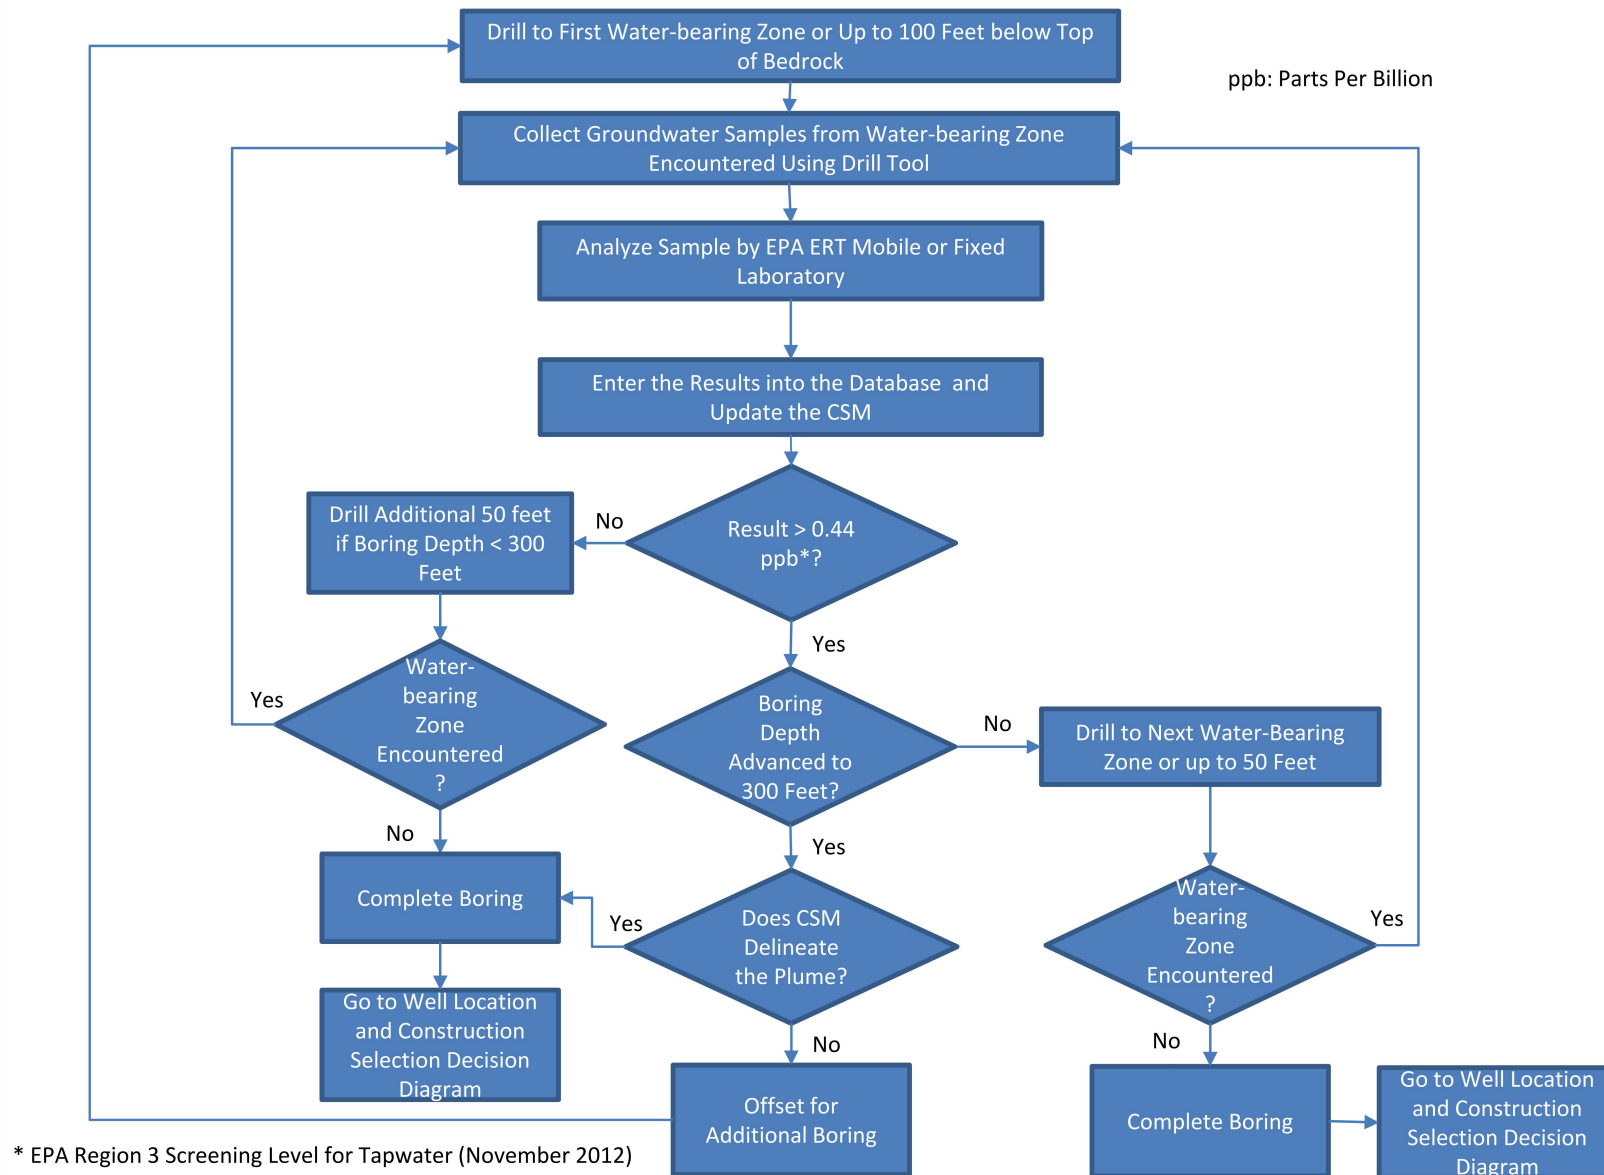 Drill to First Water-bearing Zone or Up to 100 Feet below Top
of Bedrock
ppb: Parts Per Billion
Collect Groundwater Samples from Water-bearing Zone
Encountered Using Drill Tool
Analyze Sample by EPA ERT Mobile or Fixed
Laboratory
Enter the Results into the Database and
Update the CSM
Result > 0.44
ppb*?
No
Drill Additional 50 feet
if Boring Depth < 300
Feet
Yes
Water-
bearing
Zone
Encountered
?
Yes
No
Boring
Depth
Advanced to
300 Feet?
No
Drill to Next Water-Bearing
Zone or up to 50 Feet
Yes
Complete Boring
Does CSM
Delineate
the Plume?
Yes
Water-
bearing
Zone
Encountered
?
Yes
Go to Well Location
and Construction
Selection Decision
Diagram
No
No
Offset for
Additional Boring
Complete Boring
Go to Well Location
and Construction
Selection Decision
Diagram
* EPA Region 3 Screening Level for Tapwater (November 2012)